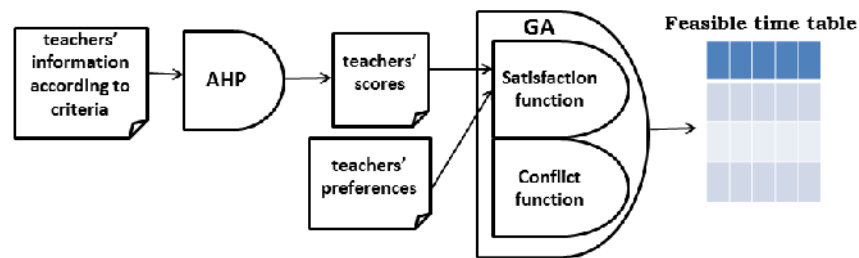 teachers'
information
according to
criteria
AHP
teachers'
scores
teachers'
preferences
GA
Satisfaction
function
Conflict
function
Feasible time table